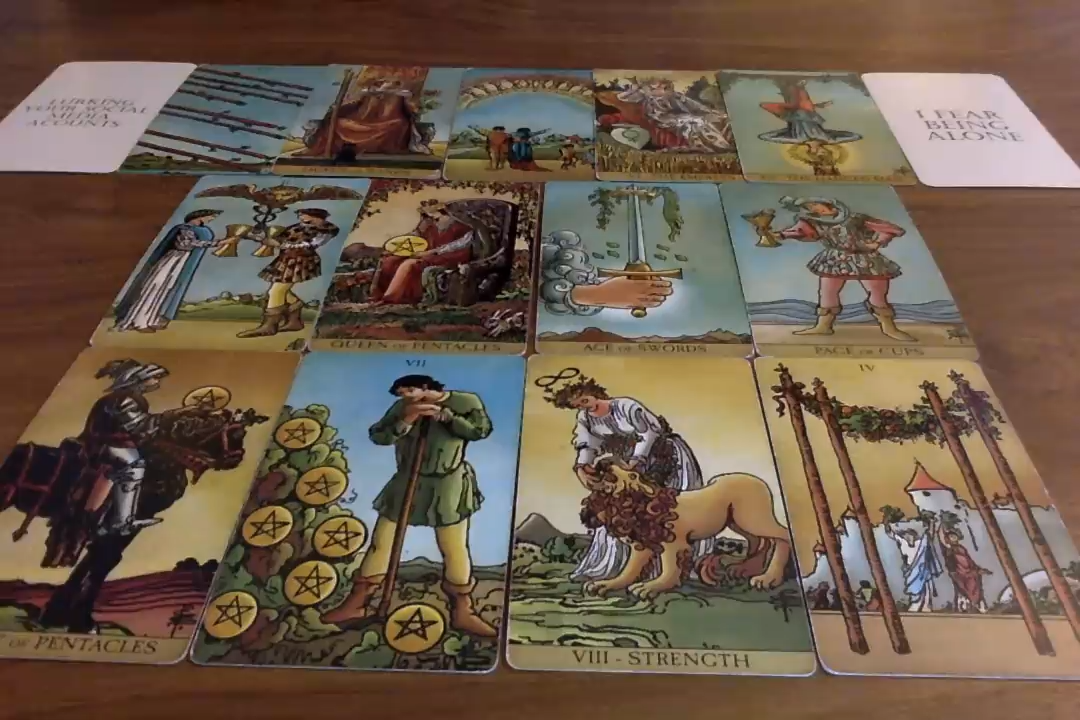 LURKING
YOUR SOCIAL
MEDIA
ACOUNTS
I FEAR
BEING
ALONE
QUEEN OF PENTACLES
ACE OF SWORDS
PAGE OF CUPS
VII
IV
OF PENTACLES
VIII - STRENGTH